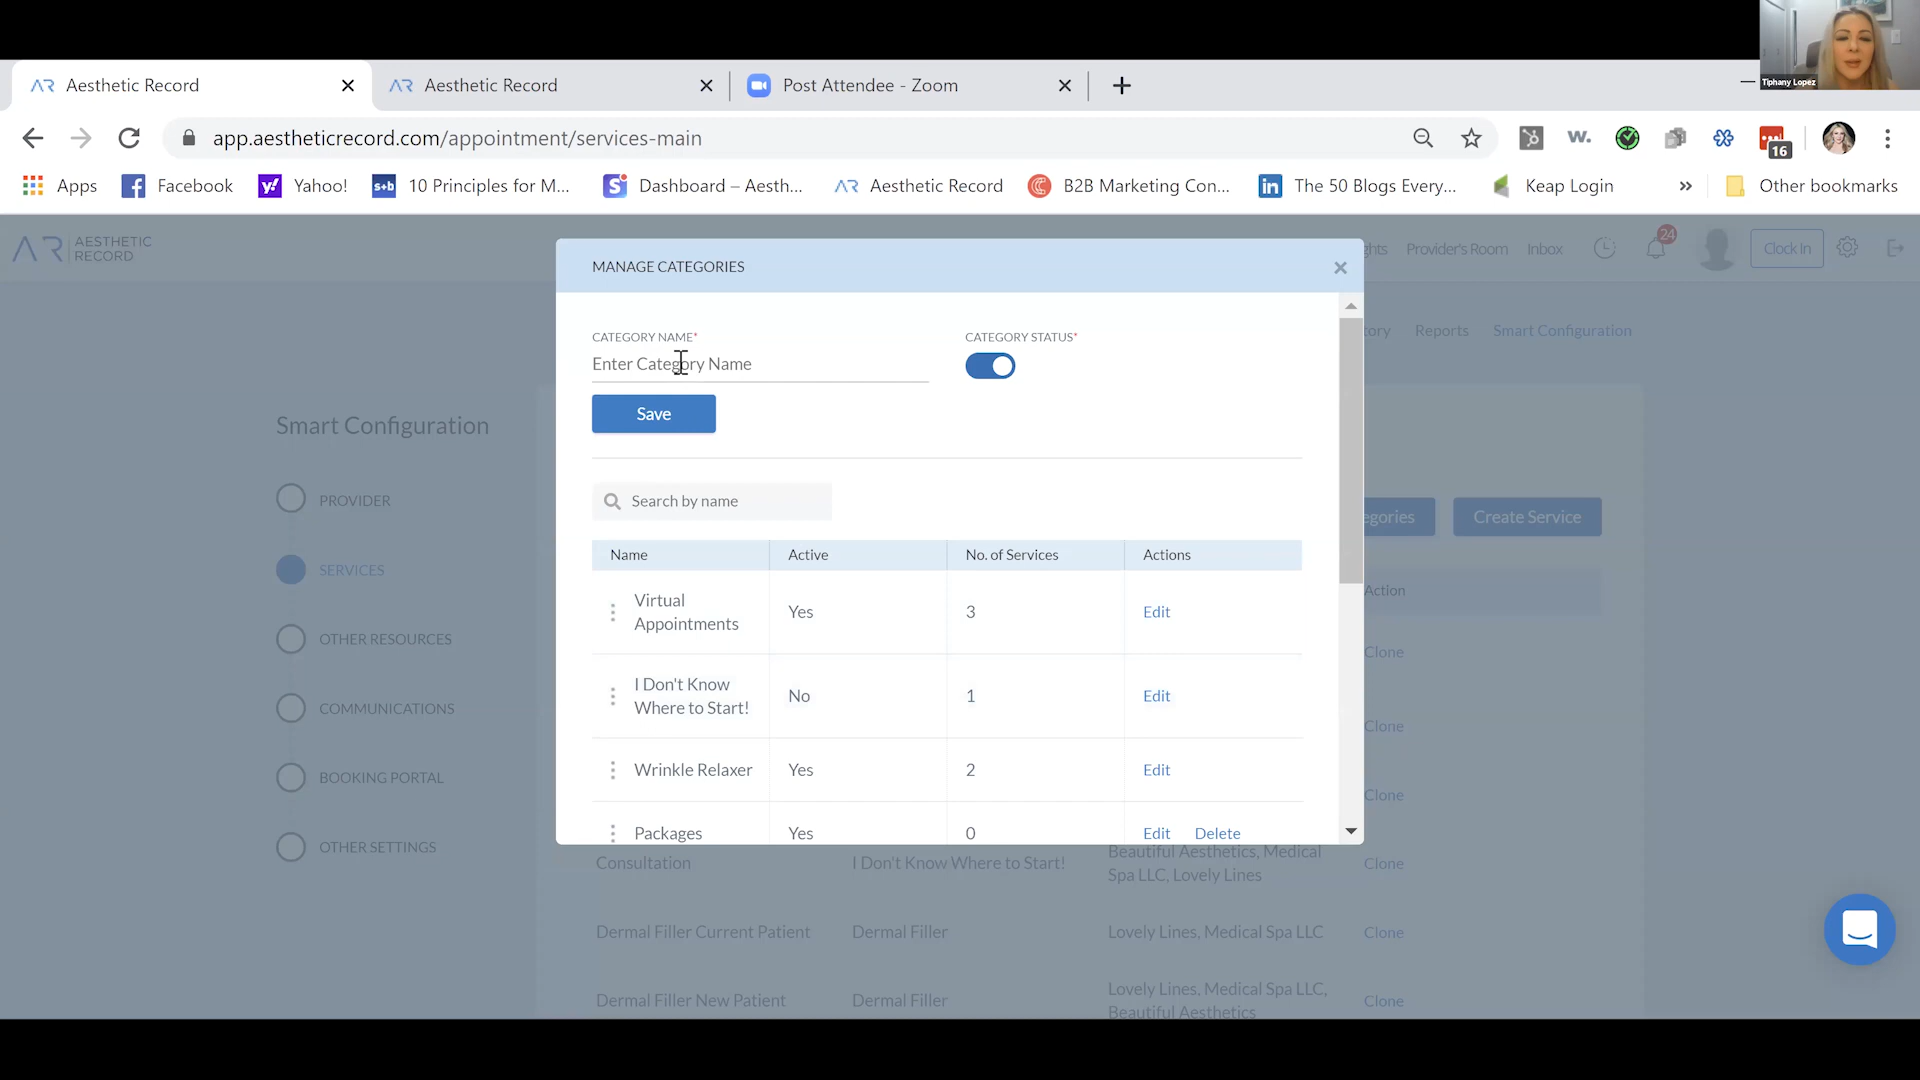 Tiphany Lopez
Aesthetic Record
Aesthetic Record
Post Attendee - Zoom
app.aestheticrecord.com/appointment/services-main
16
Apps
Facebook
Yahoo!
10 Principles for M...
Dashboard – Aesth...
Aesthetic Record
B2B Marketing Con...
The 50 Blogs Every...
Keap Login
Other bookmarks
AESTHETIC
RECORD
ghts
Provider's Room
Inbox
24
Clock In
MANAGE CATEGORIES
CATEGORY NAME*
Enter Category Name
CATEGORY STATUS*
Save
tory
Reports
Smart Configuration
Smart Configuration
PROVIDER
SERVICES
OTHER RESOURCES
COMMUNICATIONS
BOOKING PORTAL
OTHER SETTINGS
Search by name
egories
Create Service
Name Active No. of Services Actions
Virtual
Appointments
Yes 3 Edit
I Don't Know
Where to Start!
No 1 Edit
Wrinkle Relaxer Yes 2 Edit
Packages Yes 0 Edit Delete
Action
Clone
Clone
Clone
Consultation
I Don't Know Where to Start!
Beautiful Aesthetics, Medical
Spa LLC, Lovely Lines
Clone
Dermal Filler Current Patient
Dermal Filler
Lovely Lines, Medical Spa LLC
Clone
Dermal Filler New Patient
Dermal Filler
Lovely Lines, Medical Spa LLC,
Beautiful Aesthetics
Clone